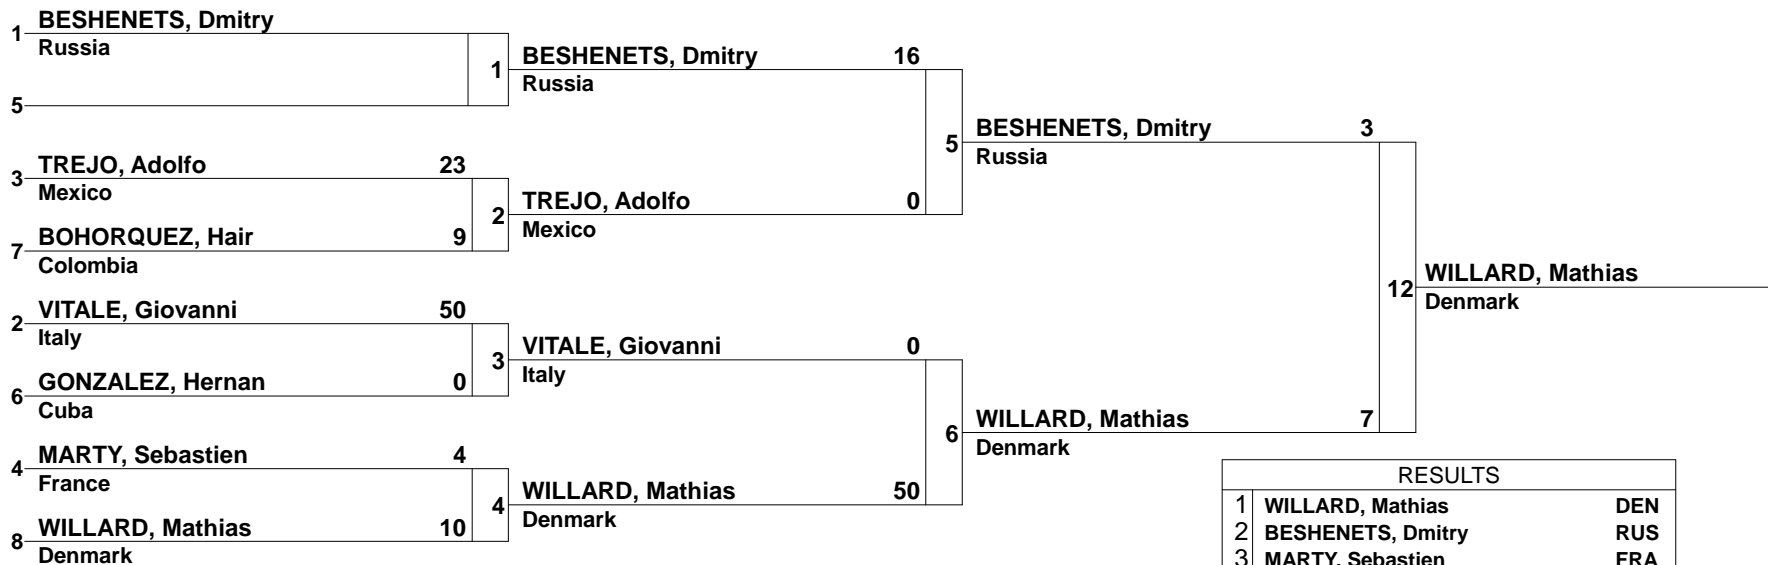 BESHENETS, Dmitry
1
Russia
5
1
BESHENETS, Dmitry 16
Russia
TREJO, Adolfo 23
3
Mexico
BOHORQUEZ, Hair 9
7
Colombia
2
TREJO, Adolfo 0
Mexico
5
BESHENETS, Dmitry 3
Russia
VITALE, Giovanni 50
2
Italy
GONZALEZ, Hernan 0
6
Cuba
3
VITALE, Giovanni 0
Italy
MARTY, Sebastien 4
4
France
WILLARD, Mathias 10
8
Denmark
4
WILLARD, Mathias 50
Denmark
6
WILLARD, Mathias 7
Denmark
12
WILLARD, Mathias
Denmark
RESULTS
1 WILLARD, Mathias DEN
2 BESHENETS, Dmitry RUS
3 MARTY, Sebastien FRA